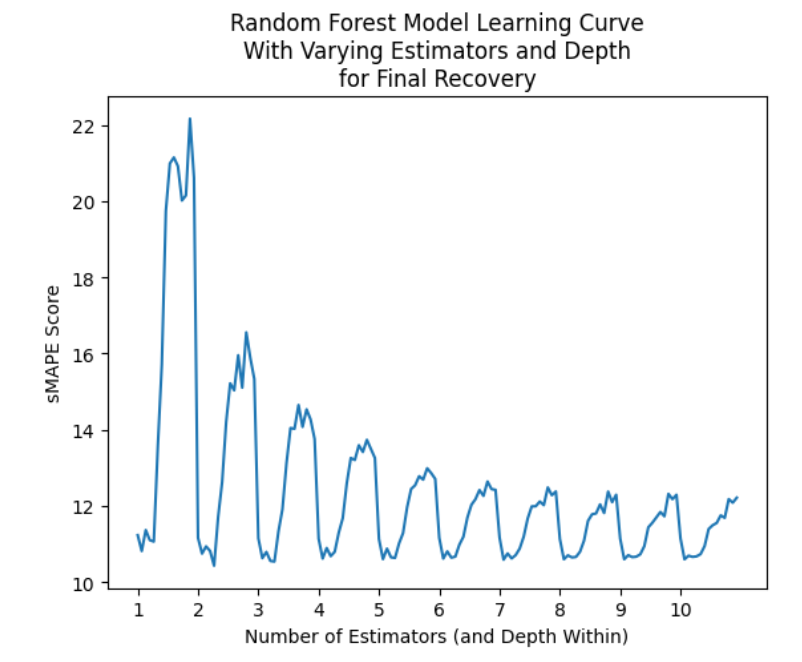 Random Forest Model Learning Curve
With Varying Estimators and Depth
for Final Recovery
22
20
18
16
14
12
10
sMAPE Score
1 2 3 4 5 6 7 8 9 10
Number of Estimators (and Depth Within)